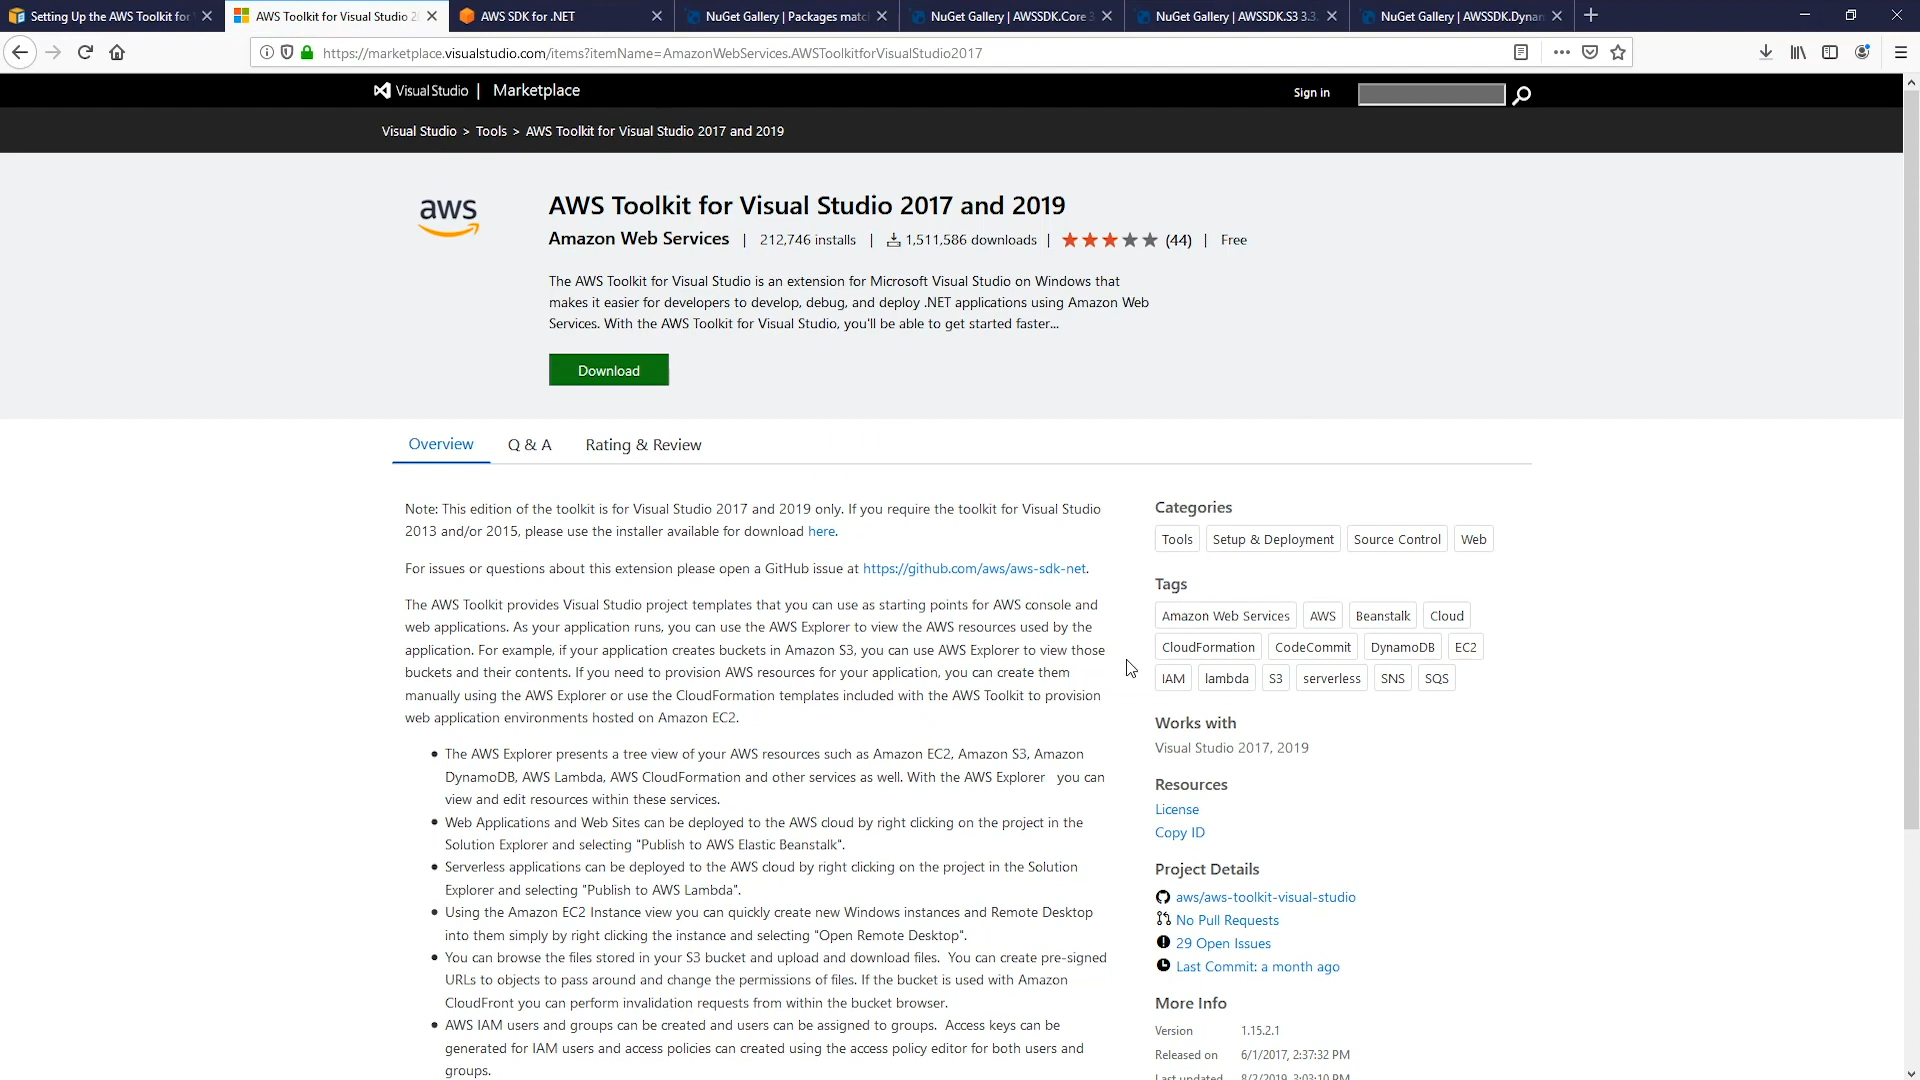 Setting Up the AWS Toolkit for
AWS Toolkit for Visual Studio 2
AWS SDK for .NET
NuGet Gallery | Packages matc
NuGet Gallery | AWSSDK.Core 3
NuGet Gallery | AWSSDK.S3 3.3
NuGet Gallery | AWSSDK.Dynam
https://marketplace.visualstudio.com/items?itemName=AmazonWebServices.AWSToolkitforVisualStudio2017
Visual Studio | Marketplace
Sign in
Visual Studio > Tools > AWS Toolkit for Visual Studio 2017 and 2019
aws
AWS Toolkit for Visual Studio 2017 and 2019
Amazon Web Services | 212,746 installs | 1,511,586 downloads | (44) | Free
The AWS Toolkit for Visual Studio is an extension for Microsoft Visual Studio on Windows that
makes it easier for developers to develop, debug, and deploy .NET applications using Amazon Web
Services. With the AWS Toolkit for Visual Studio, you'll be able to get started faster...
Download
Overview
Q & A
Rating & Review
Note: This edition of the toolkit is for Visual Studio 2017 and 2019 only. If you require the toolkit for Visual Studio
2013 and/or 2015, please use the installer available for download here.
For issues or questions about this extension please open a GitHub issue at https://github.com/aws/aws-sdk-net.
The AWS Toolkit provides Visual Studio project templates that you can use as starting points for AWS console and
web applications. As your application runs, you can use the AWS Explorer to view the AWS resources used by the
application. For example, if your application creates buckets in Amazon S3, you can use AWS Explorer to view those
buckets and their contents. If you need to provision AWS resources for your application, you can create them
manually using the AWS Explorer or use the CloudFormation templates included with the AWS Toolkit to provision
web application environments hosted on Amazon EC2.
• The AWS Explorer presents a tree view of your AWS resources such as Amazon EC2, Amazon S3, Amazon
DynamoDB, AWS Lambda, AWS CloudFormation and other services as well. With the AWS Explorer you can
view and edit resources within these services.
• Web Applications and Web Sites can be deployed to the AWS cloud by right clicking on the project in the
Solution Explorer and selecting "Publish to AWS Elastic Beanstalk".
• Serverless applications can be deployed to the AWS cloud by right clicking on the project in the Solution
Explorer and selecting "Publish to AWS Lambda".
• Using the Amazon EC2 Instance view you can quickly create new Windows instances and Remote Desktop
into them simply by right clicking the instance and selecting "Open Remote Desktop".
• You can browse the files stored in your S3 bucket and upload and download files. You can create pre-signed
URLs to objects to pass around and change the permissions of files. If the bucket is used with Amazon
CloudFront you can perform invalidation requests from within the bucket browser.
• AWS IAM users and groups can be created and users can be assigned to groups. Access keys can be
generated for IAM users and access policies can created using the access policy editor for both users and
groups.
Categories
Tools Setup & Deployment Source Control Web
Tags
Amazon Web Services AWS Beanstalk Cloud
CloudFormation CodeCommit DynamoDB EC2
IAM lambda S3 serverless SNS SQS
Works with
Visual Studio 2017, 2019
Resources
License
Copy ID
Project Details
aws/aws-toolkit-visual-studio
No Pull Requests
29 Open Issues
Last Commit: a month ago
More Info
Version 1.15.2.1
Released on 6/1/2017, 2:37:32 PM
Last updated 8/2/2019, 3:03:10 PM